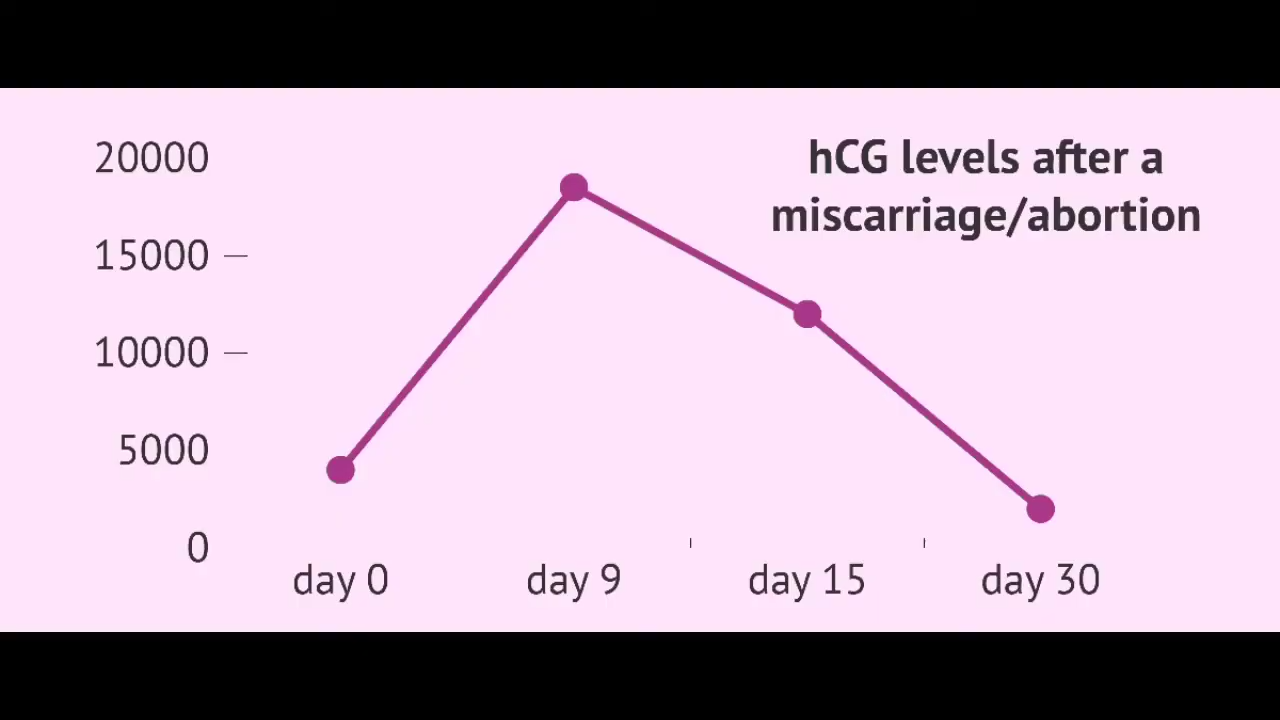 hCG levels after a
miscarriage/abortion
20000
15000
10000
5000
0
day 0 day 9 day 15 day 30